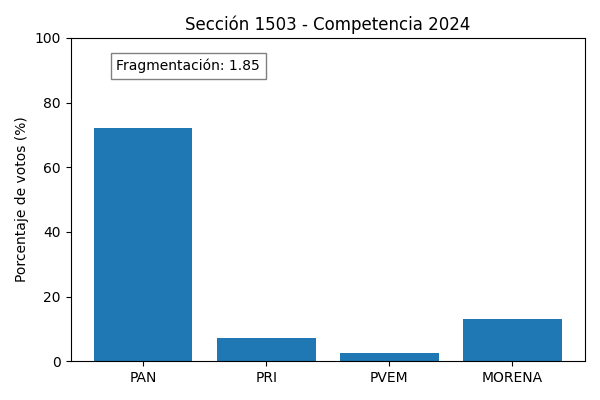 Sección 1503 - Competencia 2024
Fragmentación: 1.85
Porcentaje de votos (%)
100
80
60
40
20
0
PAN PRI PVEM MORENA